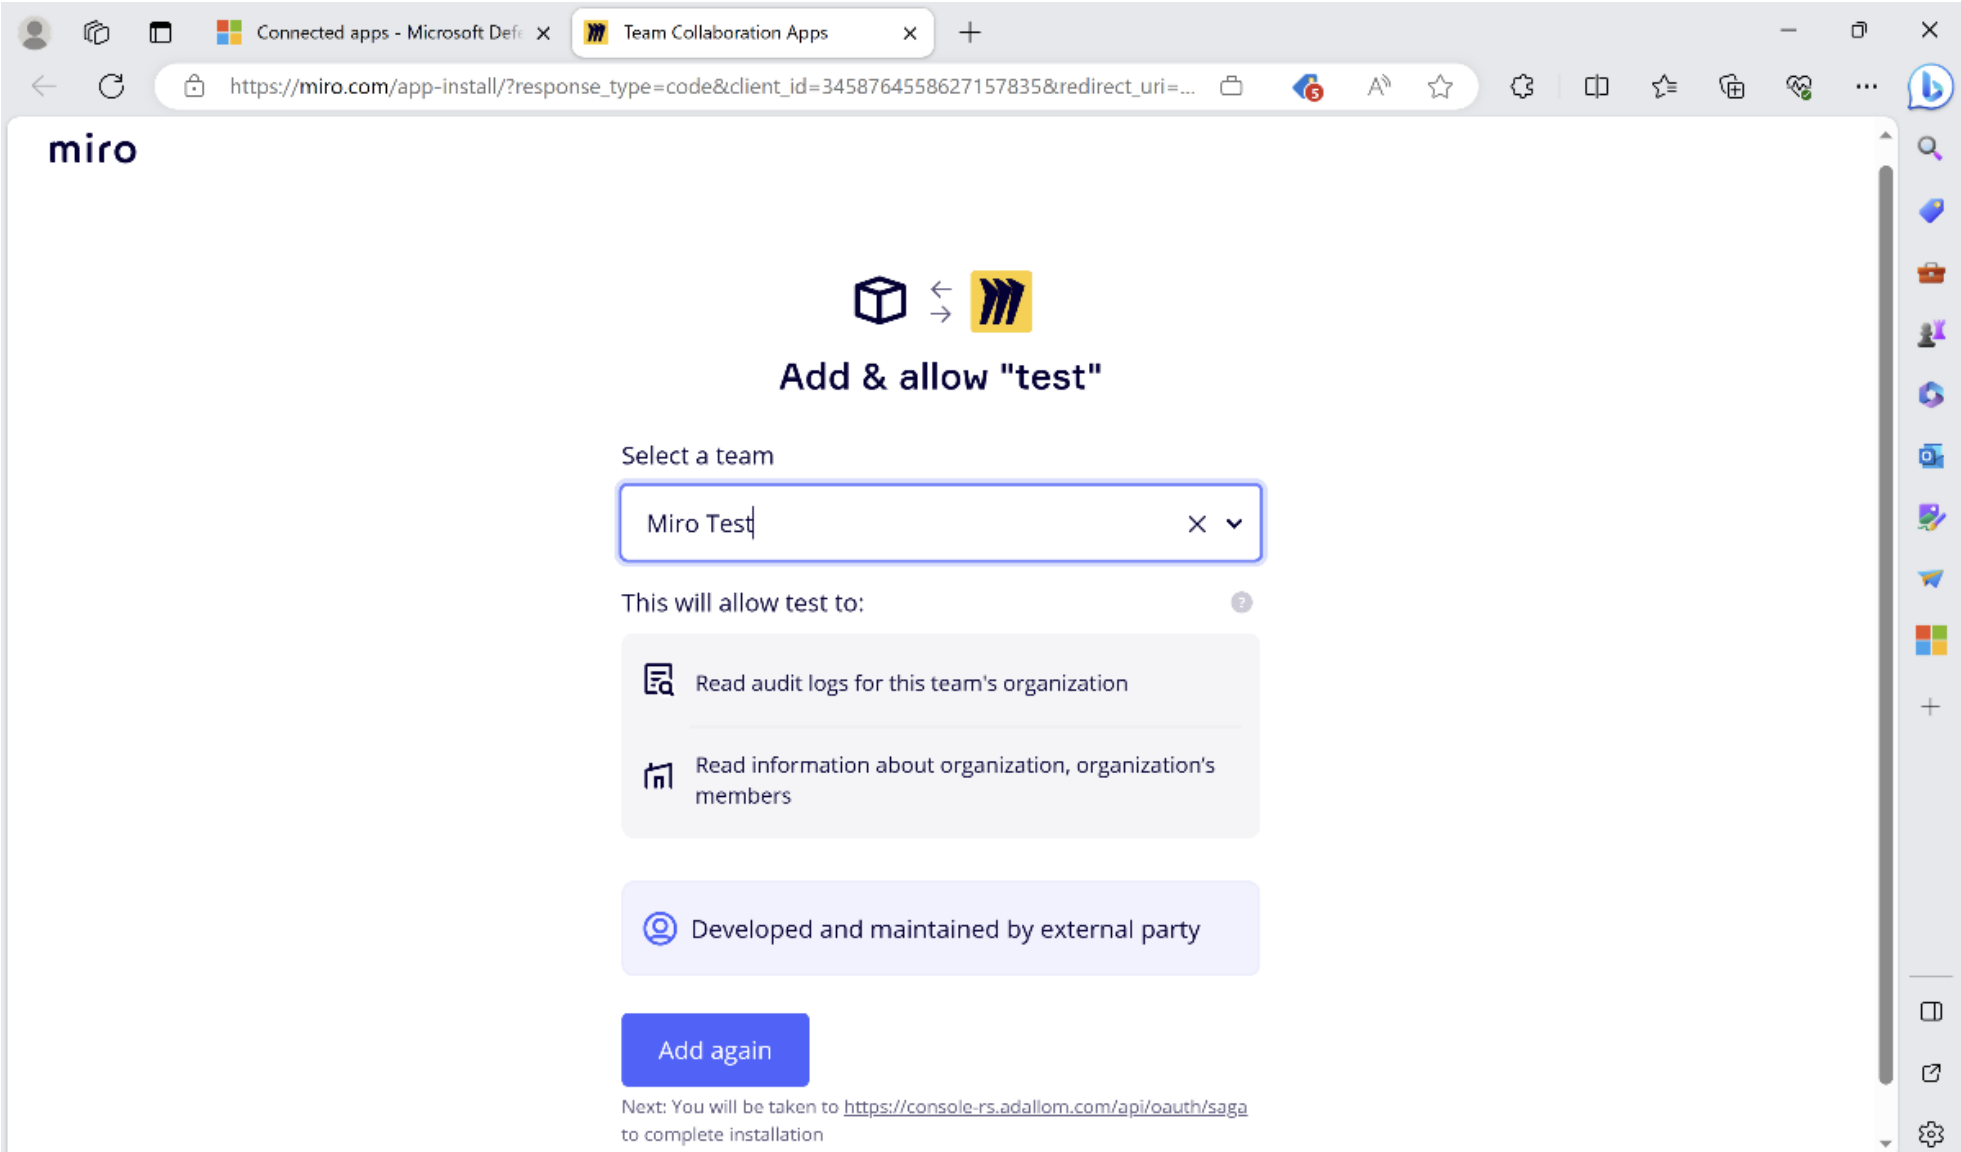 Connected apps - Microsoft Defe
Team Collaboration Apps
https://miro.com/app-install/?response_type=code&client_id=3458764558627157835&redirect_uri=...
5
miro
Add & allow "test"
Select a team
Miro Test
This will allow test to:
?
Read audit logs for this team's organization
Read information about organization, organization's
members
Developed and maintained by external party
Add again
Next: You will be taken to https://console-rs.adallom.com/api/oauth/saga
to complete installation